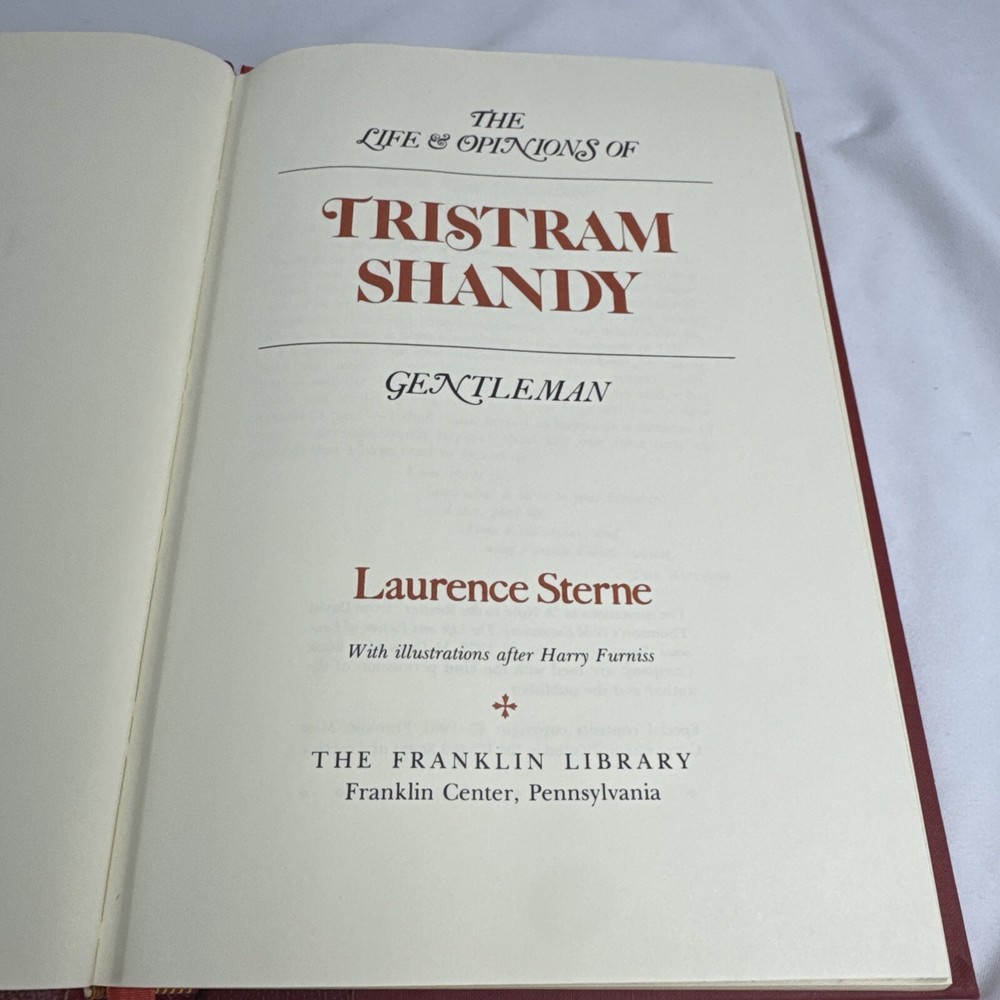 THE
LIFE & OPINIONS OF
TRISTRAM
SHANDY
GENTLEMAN
Laurence Sterne
With illustrations after Harry Furniss
THE FRANKLIN LIBRARY
Franklin Center, Pennsylvania